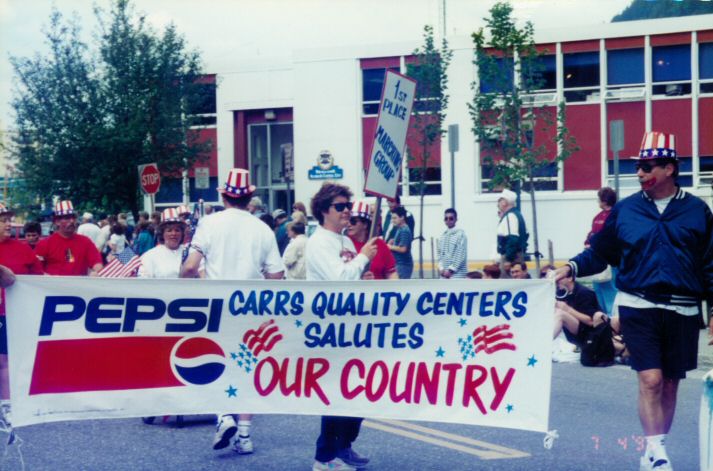 1ST
PLACE
MARCHING
GROUP
STOP
PEPSI
CARRS QUALITY CENTERS
SALUTES
OUR COUNTRY
7 4 '9